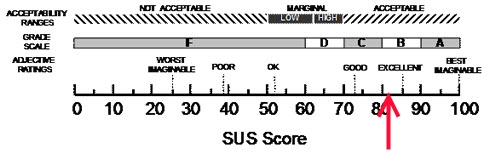 ACCEPTABILITY RANGES
NOT ACCEPTABLE MARGINAL ACCEPTABLE
LOW HIGH
GRADE SCALE
F D C B A
ADJECTIVE RATINGS
WORST IMAGINABLE POOR OK GOOD EXCELLENT BEST IMAGINABLE
0 10 20 30 40 50 60 70 80 90 100
SUS Score